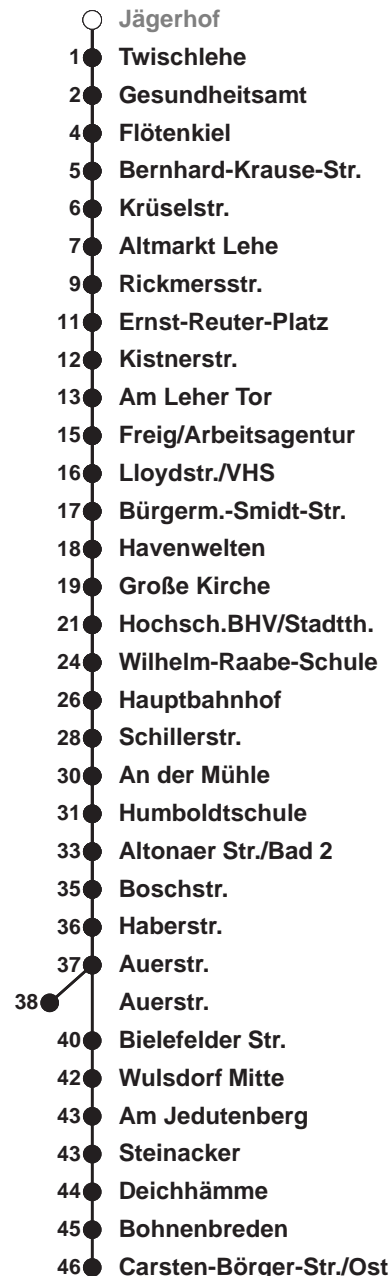 Jägerhof
1 Twischlehe
2 Gesundheitsamt
4 Flötenkiel
5 Bernhard-Krause-Str.
6 Krüselstr.
7 Altmarkt Lehe
9 Rickmersstr.
11 Ernst-Reuter-Platz
12 Kistnerstr.
13 Am Leher Tor
15 Freig/Arbeitsagentur
16 Lloydstr./VHS
17 Bürgerm.-Smidt-Str.
18 Havenwelten
19 Große Kirche
21 Hochsch.BHV/Stadtth.
24 Wilhelm-Raabe-Schule
26 Hauptbahnhof
28 Schillerstr.
30 An der Mühle
31 Humboldtschule
33 Altonaer Str./Bad 2
35 Boschstr.
36 Haberstr.
37 Auerstr.
38 Auerstr.
40 Bielefelder Str.
42 Wulsdorf Mitte
43 Am Jedutenberg
43 Steinacker
44 Deichhämme
45 Bohnenbreden
46 Carsten-Börger-Str./Ost